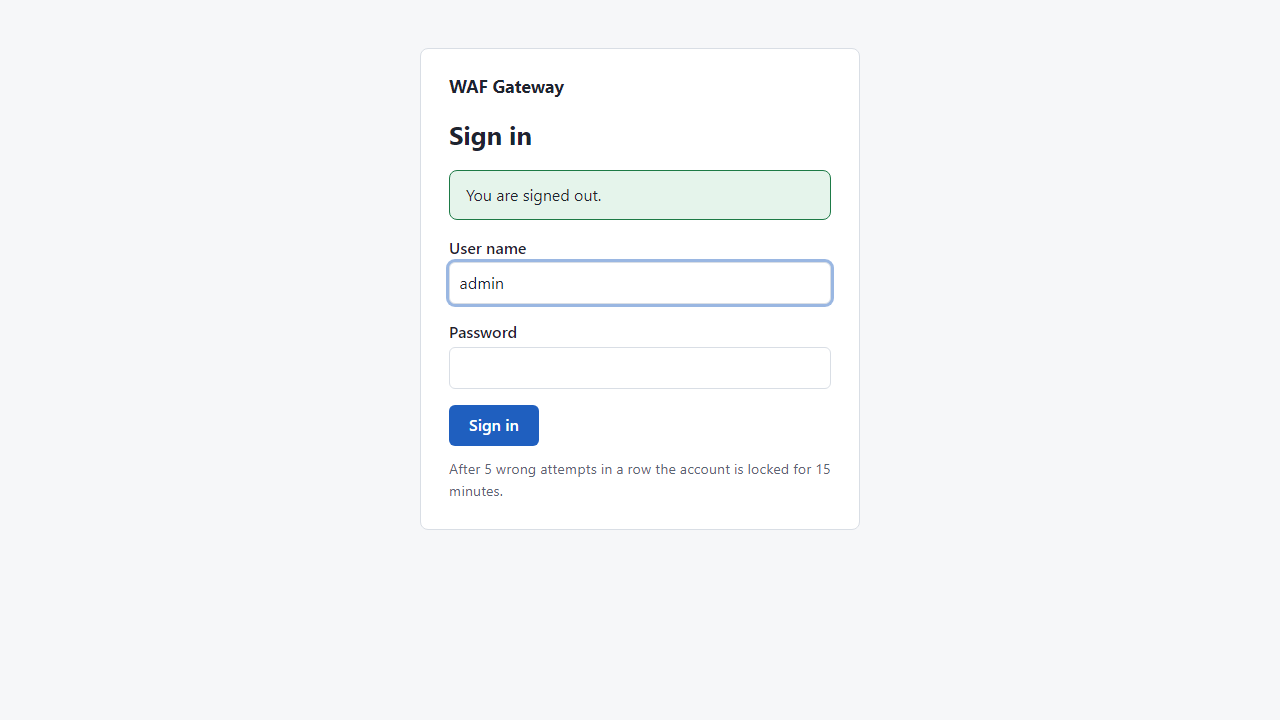 WAF Gateway
Sign in
You are signed out.
User name
admin
Password
Sign in
After 5 wrong attempts in a row the account is locked for 15
minutes.